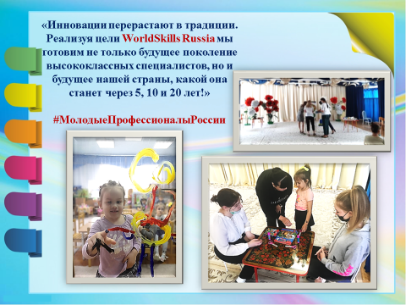 «Инновации перерастают в традиции.
Реализуя цели WorldSkills Russia мы
готовим не только будущее поколение
высококлассных специалистов, но и
будущее нашей страны, какой она
станет через 5, 10 и 20 лет!»
#МолодыеПрофессионалыРоссии